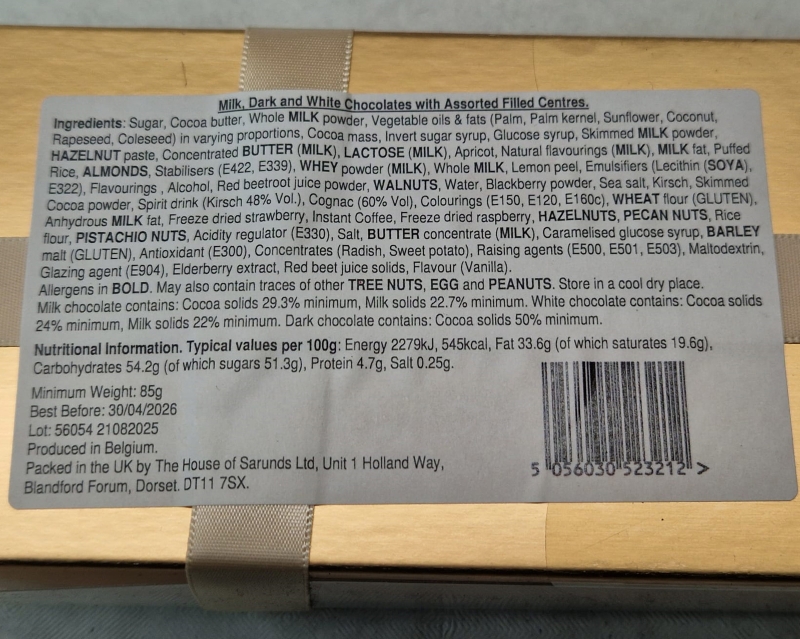 Milk, Dark and White Chocolates with Assorted Filled Centres.
Ingredients: Sugar, Cocoa butter, Whole MILK powder, Vegetable oils & fats (Palm, Palm kernel, Sunflower, Coconut,
Rapeseed, Coleseed) in varying proportions, Cocoa mass, Invert sugar syrup, Glucose syrup, Skimmed MILK powder,
HAZELNUT paste, Concentrated BUTTER (MILK), LACTOSE (MILK), Apricot, Natural flavourings (MILK), MILK fat, Puffed
Rice, ALMONDS, Stabilisers (E422, E339), WHEY powder (MILK), Whole MILK, Lemon peel, Emulsifiers (Lecithin (SOYA),
E322), Flavourings , Alcohol, Red beetroot juice powder, WALNUTS, Water, Blackberry powder, Sea salt, Kirsch, Skimmed
Cocoa powder, Spirit drink (Kirsch 48% Vol.), Cognac (60% Vol), Colourings (E150, E120, E160c), WHEAT flour (GLUTEN),
Anhydrous MILK fat, Freeze dried strawberry, Instant Coffee, Freeze dried raspberry, HAZELNUTS, PECAN NUTS, Rice
flour, PISTACHIO NUTS, Acidity regulator (E330), Salt, BUTTER concentrate (MILK), Caramelised glucose syrup, BARLEY
malt (GLUTEN), Antioxidant (E300), Concentrates (Radish, Sweet potato), Raising agents (E500, E501, E503), Maltodextrin,
Glazing agent (E904), Elderberry extract, Red beet juice solids, Flavour (Vanilla).
Allergens in BOLD. May also contain traces of other TREE NUTS, EGG and PEANUTS. Store in a cool dry place.
Milk chocolate contains: Cocoa solids 29.3% minimum, Milk solids 22.7% minimum. White chocolate contains: Cocoa solids
24% minimum, Milk solids 22% minimum. Dark chocolate contains: Cocoa solids 50% minimum.
Nutritional Information. Typical values per 100g: Energy 2279kJ, 545kcal, Fat 33.6g (of which saturates 19.6g),
Carbohydrates 54.2g (of which sugars 51.3g), Protein 4.7g, Salt 0.25g.
Minimum Weight: 85g
Best Before: 30/04/2026
Lot: 56054 21082025
Produced in Belgium.
Packed in the UK by The House of Sarunds Ltd, Unit 1 Holland Way,
Blandford Forum, Dorset. DT11 7SX.
5 056030 523212 >